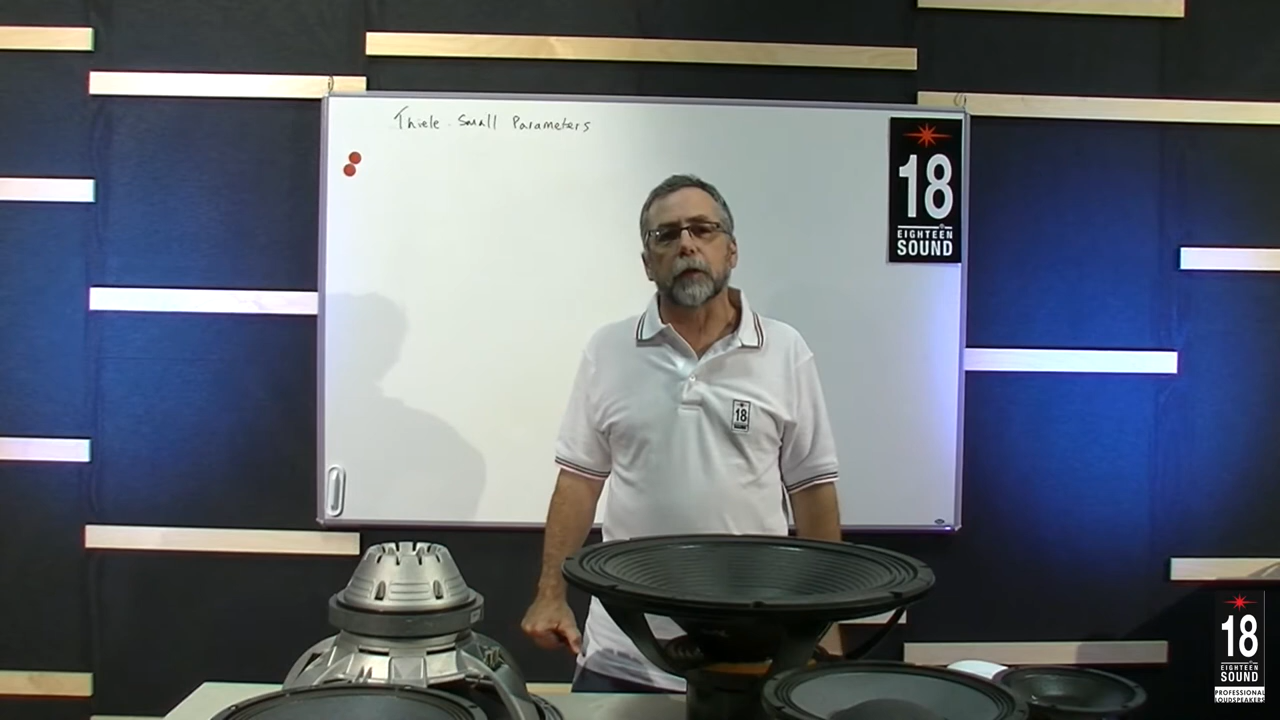 Thiele-Small Parameters
18
EIGHTEEN
SOUND
18
18
EIGHTEEN
SOUND
PROFESSIONAL
LOUDSPEAKERS